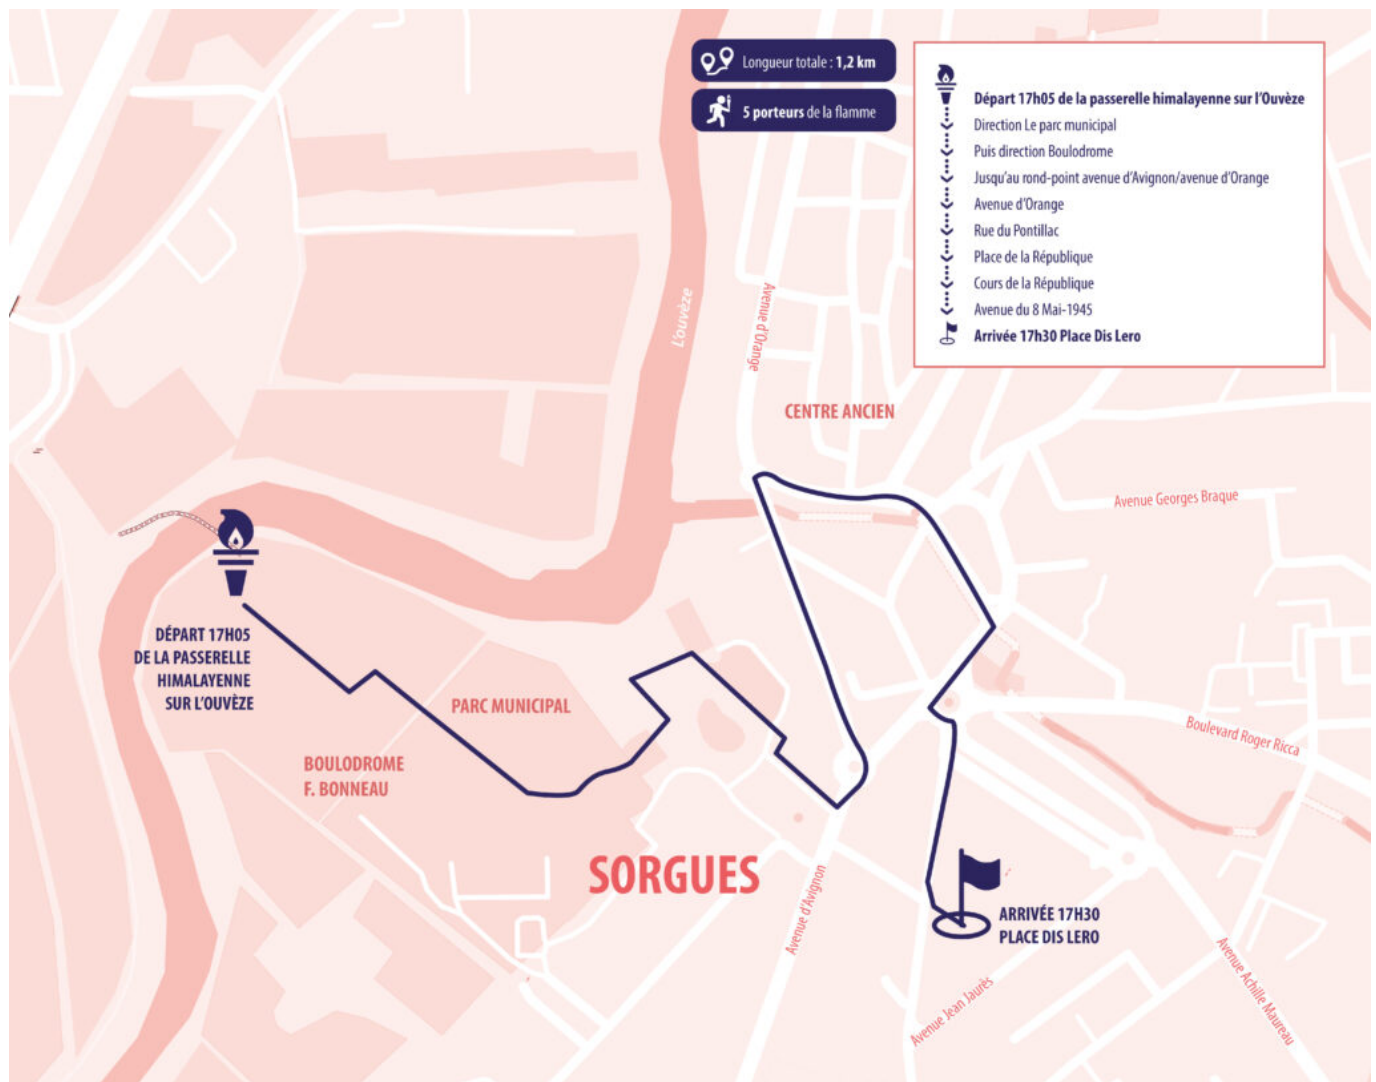 Longueur totale : 1,2 km
5 porteurs de la flamme
Départ 17h05 de la passerelle himalayenne sur l'Ouvèze
Direction Le parc municipal
Puis direction Boulodrome
Jusqu'au rond-point avenue d'Avignon/avenue d'Orange
Avenue d'Orange
Rue du Pontillac
Place de la République
Cours de la République
Avenue du 8 Mai-1945
Arrivée 17h30 Place Dis Lero
L'ouvèze
Avenue d'Orange
CENTRE ANCIEN
Avenue Georges Braque
DÉPART 17H05
DE LA PASSERELLE
HIMALAYENNE
SUR L'OUVÈZE
PARC MUNICIPAL
BOULODROME
F. BONNEAU
Boulevard Roger Ricca
SORGUES
Avenue d'Avignon
ARRIVÉE 17H30
PLACE DIS LERO
Avenue Jean Jaurès
Avenue Achille Maureau